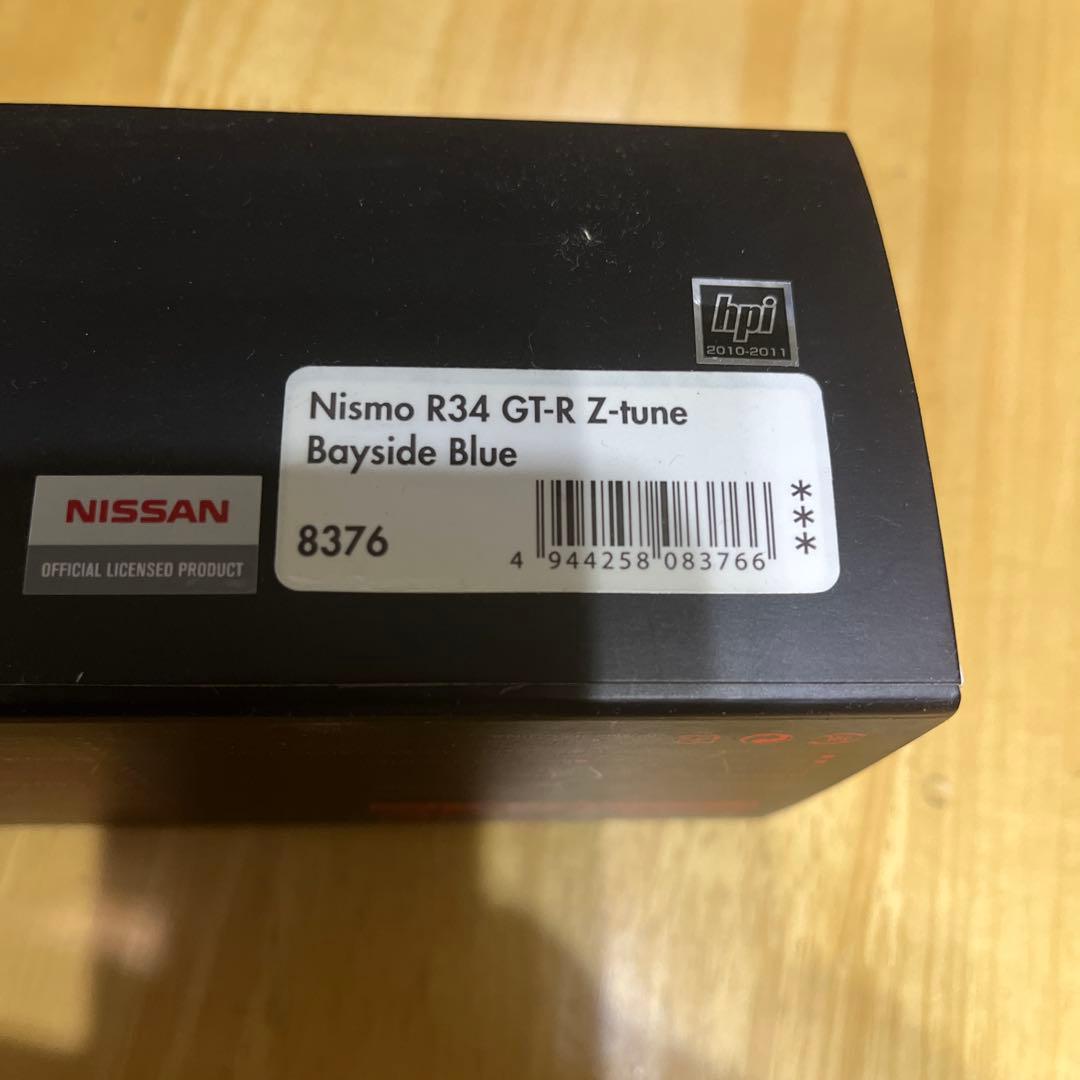 hpi
2010-2011
Nismo R34 GT-R Z-tune
Bayside Blue
NISSAN
OFFICIAL LICENSED PRODUCT
8376
4 944258 083766
***